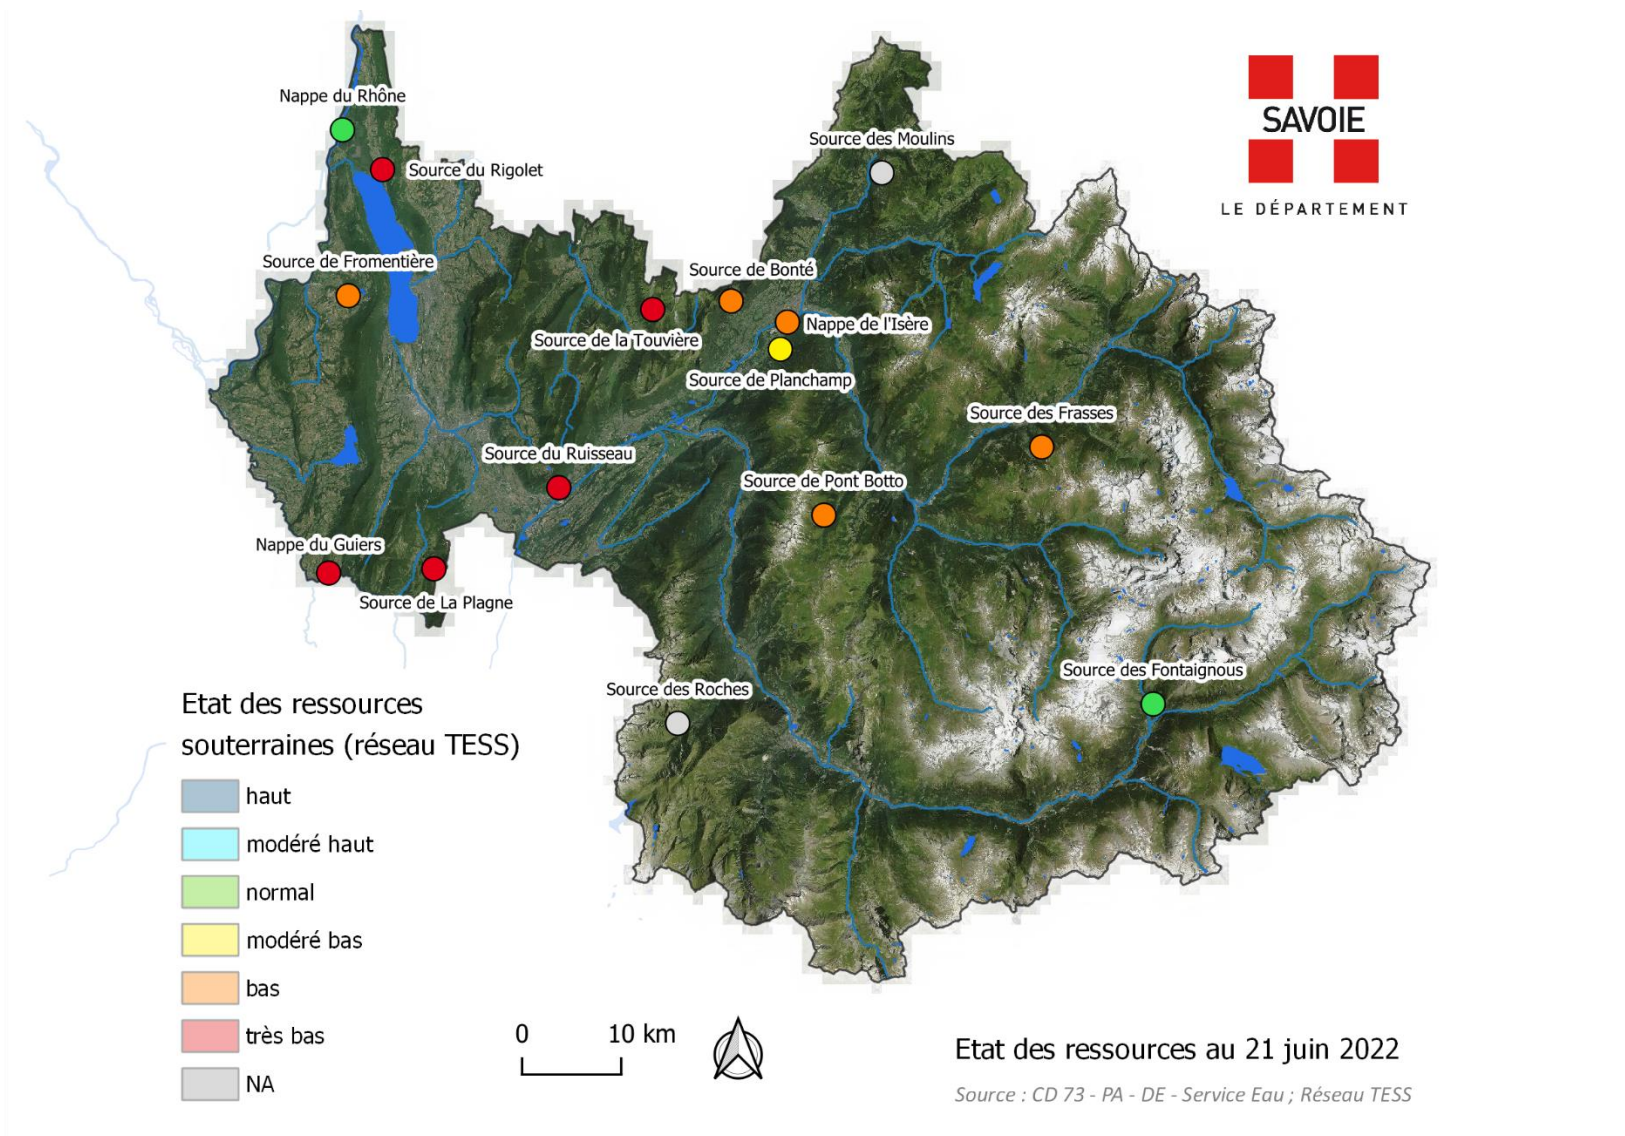 Nappe du Rhône
Source du Rigolet
Source des Moulins
SAVOIE
LE DÉPARTEMENT
Source de Fromentière
Source de Bonté
Nappe de l'Isère
Source de la Touvière
Source de Planchamp
Source des Frasses
Source du Ruisseau
Source de Pont Botto
Nappe du Guiers
Source de La Plagne
Source des Fontaignous
Source des Roches
Etat des ressources
souterraines (réseau TESS)
haut
modéré haut
normal
modéré bas
bas
très bas
NA
0 10 km
Etat des ressources au 21 juin 2022
Source : CD 73 - PA - DE - Service Eau ; Réseau TESS